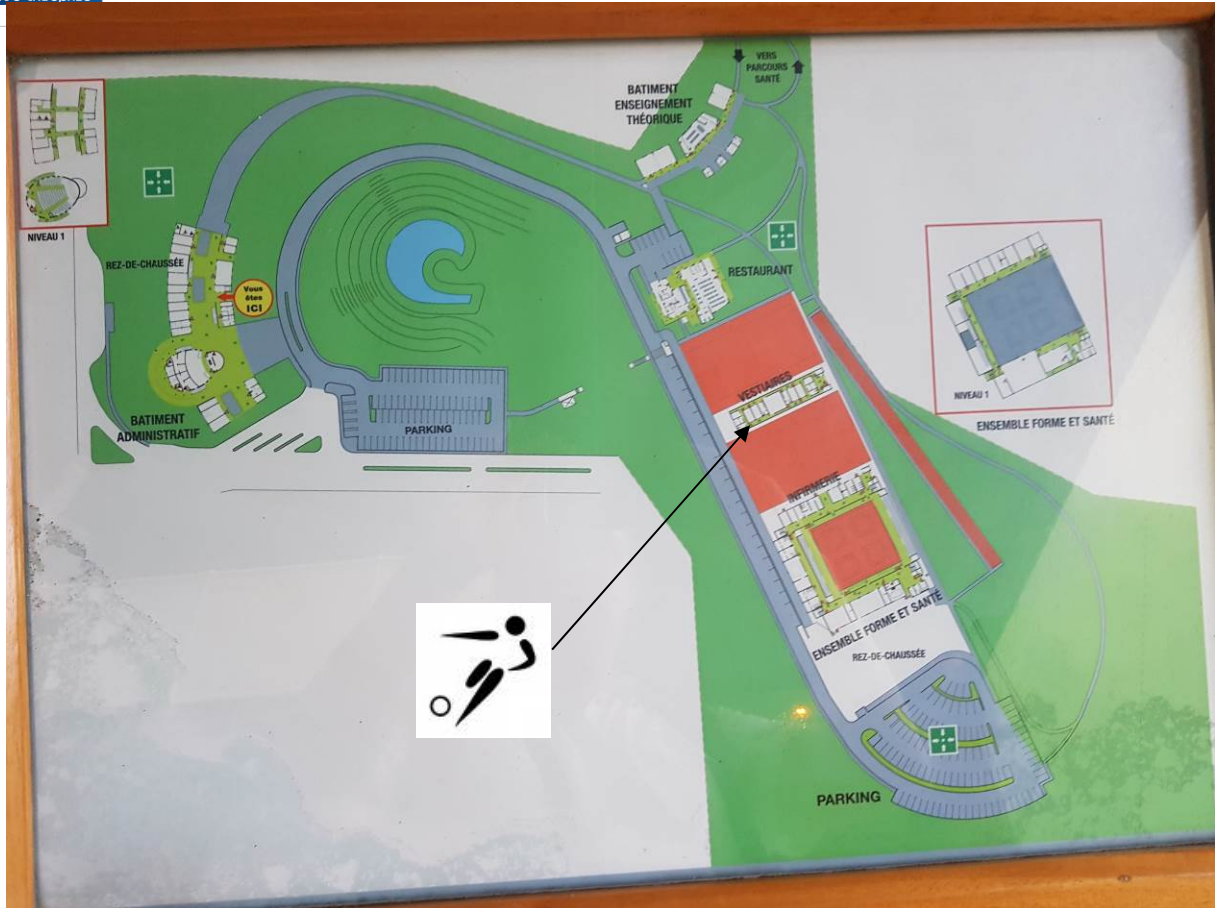 VERS
PARCOURS
SANTÉ
BATIMENT
ENSEIGNEMENT
THÉORIQUE
NIVEAU 1
REZ-DE-CHAUSSÉE
Vous
êtes
ICI
RESTAURANT
VESTIAIRES
NIVEAU 1
ENSEMBLE FORME ET SANTÉ
BATIMENT
ADMINISTRATIF
PARKING
INFIRMERIE
ENSEMBLE FORME ET SANTÉ
REZ-DE-CHAUSSÉE
PARKING